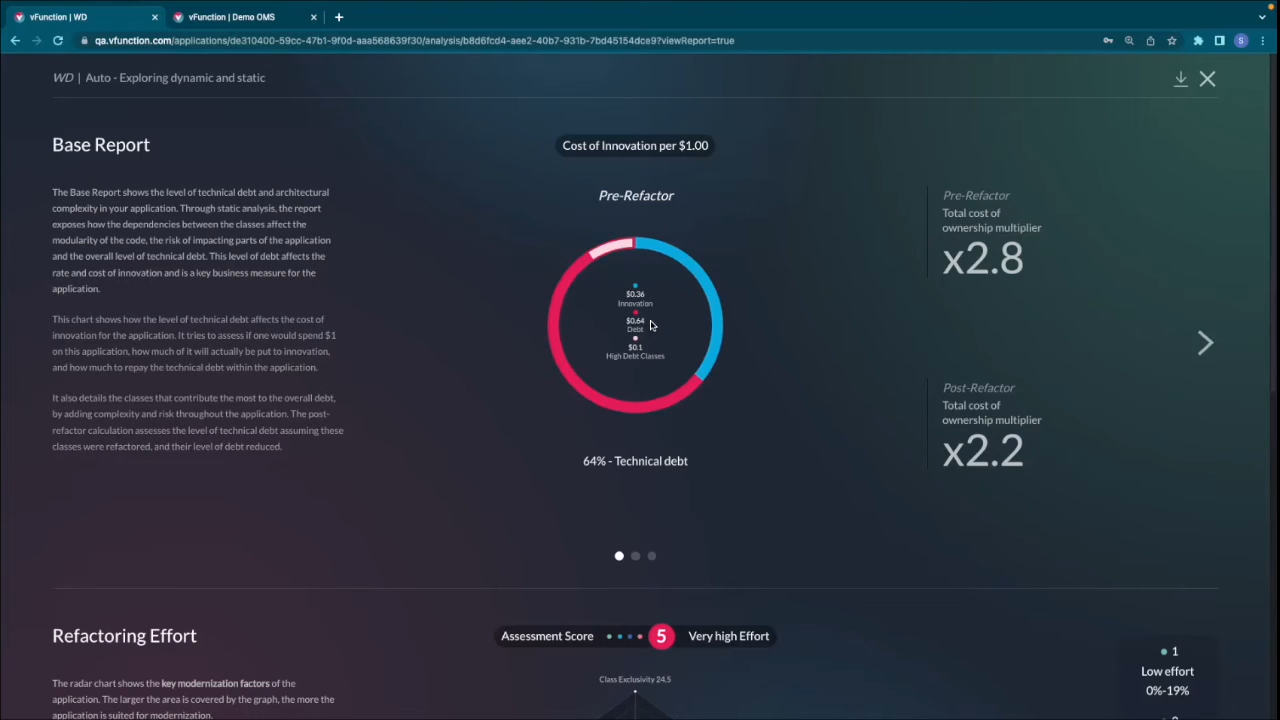 vFunction | WD
vFunction | Demo OMS
qa.vfunction.com/applications/de310400-59cc-47b1-9f0d-aaa568639f30/analysis/b8d6fcd4-aee2-40b7-931b-7bd45154dce9?viewReport=true
S
WD | Auto - Exploring dynamic and static
Base Report
The Base Report shows the level of technical debt and architectural
complexity in your application. Through static analysis, the report
exposes how the dependencies between the classes affect the
modularity of the code, the risk of impacting parts of the application
and the overall level of technical debt. This level of debt affects the
rate and cost of innovation and is a key business measure for the
application.
This chart shows how the level of technical debt affects the cost of
innovation for the application. It tries to assess if one would spend $1
on this application, how much of it will actually be put to innovation,
and how much to repay the technical debt within the application.
It also details the classes that contribute the most to the overall debt,
by adding complexity and risk throughout the application. The post-
refactor calculation assesses the level of technical debt assuming these
classes were refactored, and their level of debt reduced.
Cost of Innovation per $1.00
Pre-Refactor
$0.36
Innovation
$0.64
Debt
$0.1
High Debt Classes
64% - Technical debt
Pre-Refactor
Total cost of
ownership multiplier
x2.8
Post-Refactor
Total cost of
ownership multiplier
x2.2
Refactoring Effort
The radar chart shows the key modernization factors of the
application. The larger the area is covered by the graph, the more the
application is suited for modernization.
Assessment Score 5 Very high Effort
Class Exclusivity 24.5
1
Low effort
0%-19%